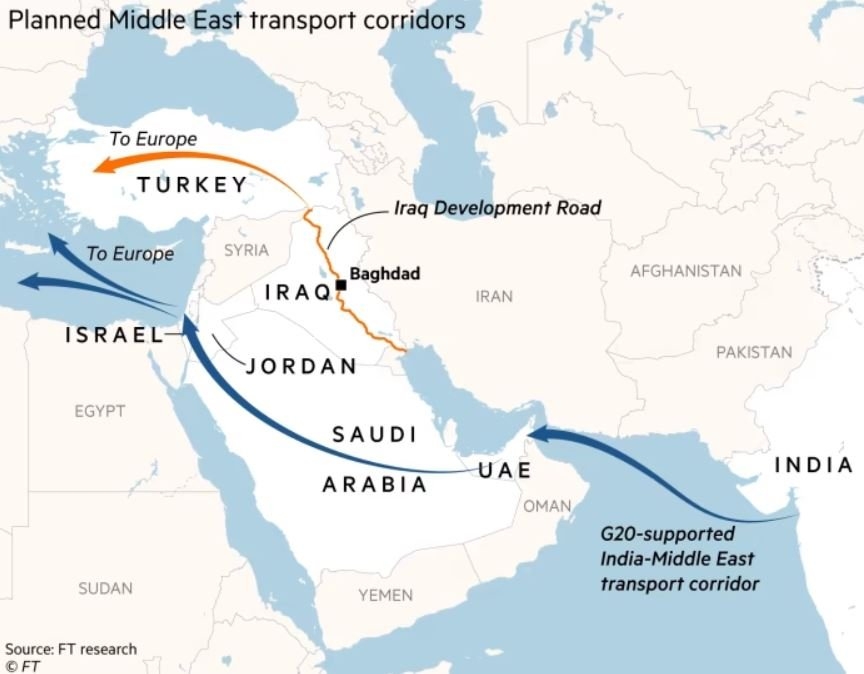 Planned Middle East transport corridors
To Europe
TURKEY
Iraq Development Road
To Europe
SYRIA
Baghdad
IRAQ
IRAN
AFGHANISTAN
ISRAEL
PAKISTAN
JORDAN
EGYPT
SAUDI
ARABIA
UAE
INDIA
OMAN
G20-supported
India-Middle East
transport corridor
SUDAN
YEMEN
Source: FT research
© FT